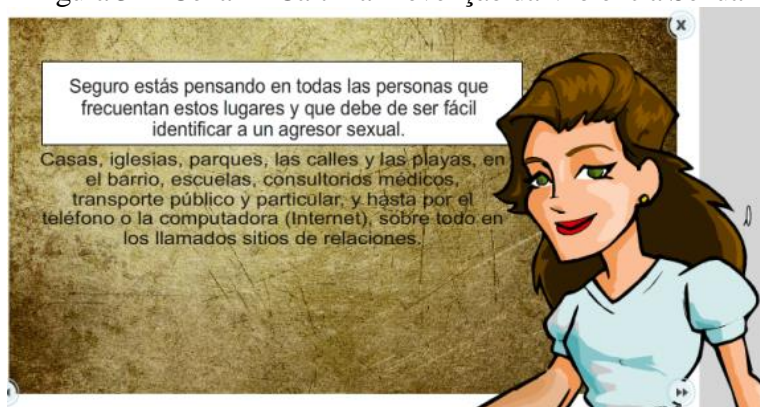 Seguro estás pensando en todas las personas que
frecuentan estos lugares y que debe de ser fácil
identificar a un agresor sexual.
Casas, iglesias, parques, las calles y las playas, en
el bárrio, escuelas, consultorios médicos,
transporte público y particular, y hasta por el
teléfono o la computadora (Internet), sobre todo en
los llamados sitios de relaciones.